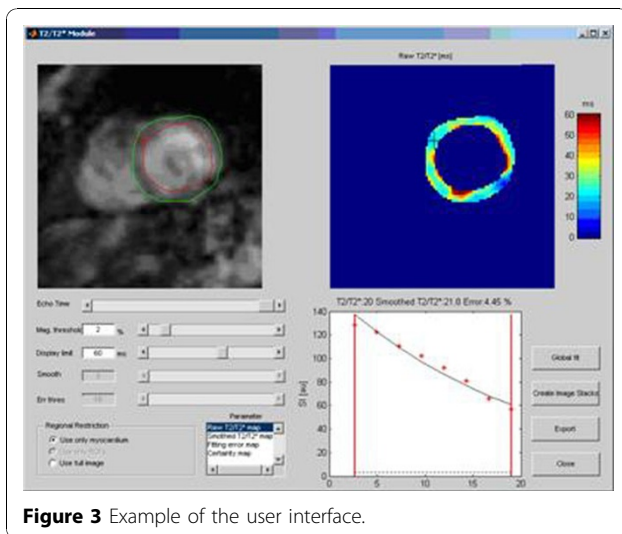 T2/T2* Module
Raw T2/T2* [ms]
ms
60
50
40
30
20
10
0
Echo Time
Mag. threshold 2 %
Display limit 60 ms
Smooth
Err thres
Regional Restriction
Use only myocardium
Use full image
Parameter
Raw T2/T2* map
Smothed T2/T2* map
Fitting error map
Certainty map
T2/T2*:20 Smoothed T2/T2*:21.0 Error:4.45 %
SI [au]
140
120
100
80
60
40
20
0
0 5 10 15 20
Global fit
Create Image Stacks
Export
Close
Figure 3 Example of the user interface.